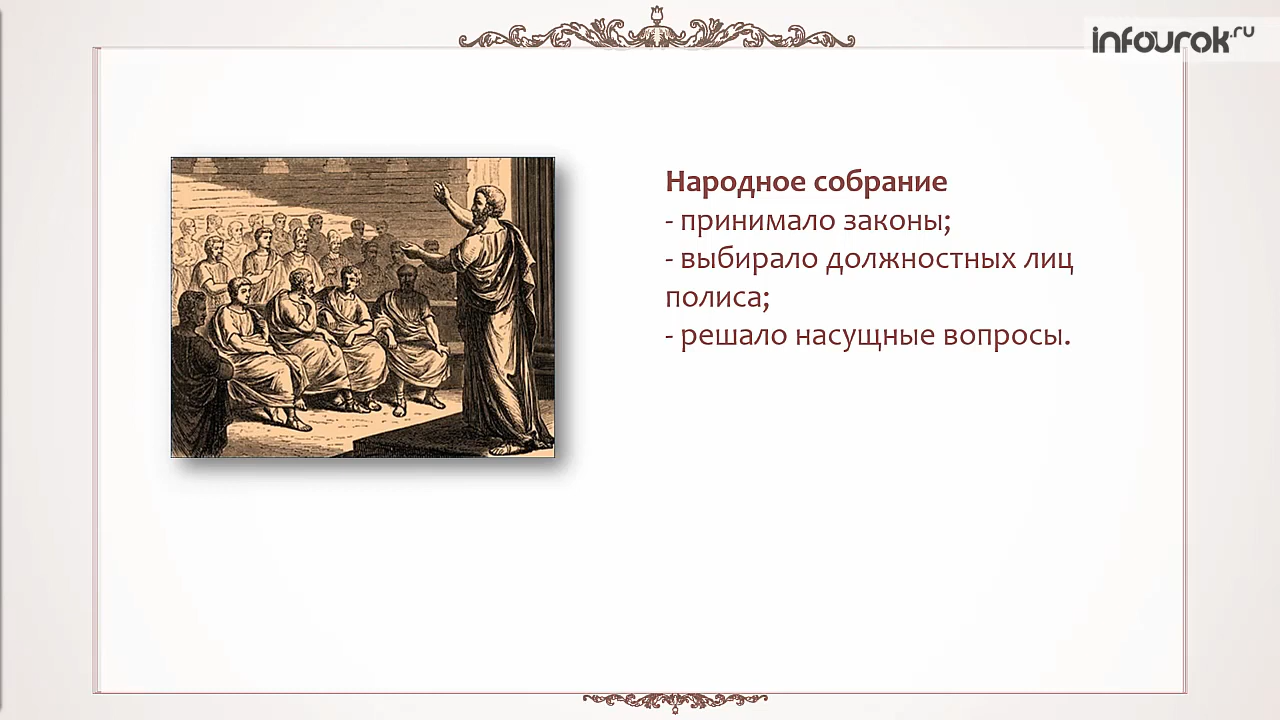 infourok.ru
Народное собрание
- принимало законы;
- выбирало должностных лиц
полиса;
- решало насущные вопросы.